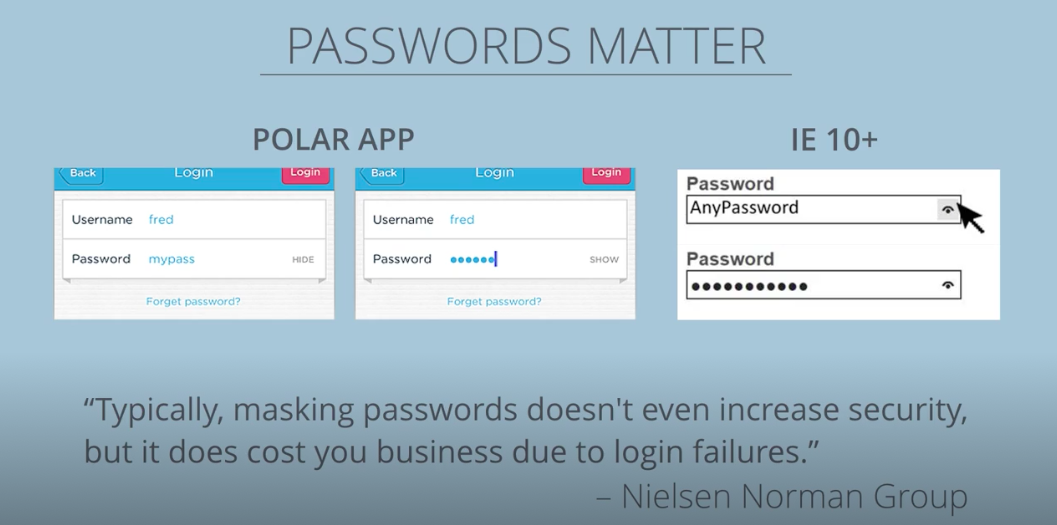 PASSWORDS MATTER
POLAR APP
IE 10+
Back Login Login
Username fred
Password mypass HIDE
Forget password?
Back Login Login
Username fred
Password ●●●●●● SHOW
Forget password?
Password
AnyPassword
Password
●●●●●●●●●●●
“Typically, masking passwords doesn't even increase security,
but it does cost you business due to login failures.”
– Nielsen Norman Group